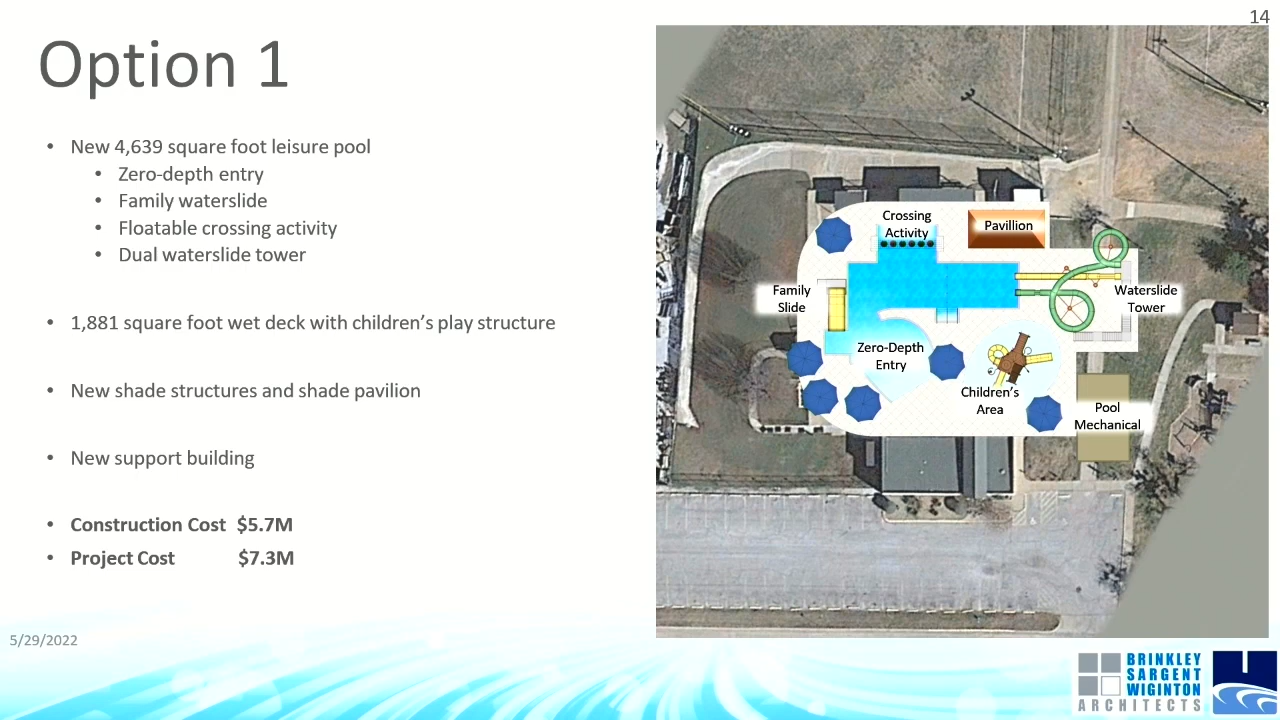 14
Option 1
• New 4,639 square foot leisure pool
• Zero-depth entry
• Family waterslide
• Floatable crossing activity
• Dual waterslide tower
• 1,881 square foot wet deck with children's play structure
• New shade structures and shade pavilion
• New support building
• Construction Cost $5.7M
• Project Cost $7.3M
Crossing
Activity
Pavillion
Family
Slide
Waterslide
Tower
Zero-Depth
Entry
Children's
Area
Pool
Mechanical
5/29/2022
BRINKLEY
SARGENT
WIGINTON
ARCHITECTS